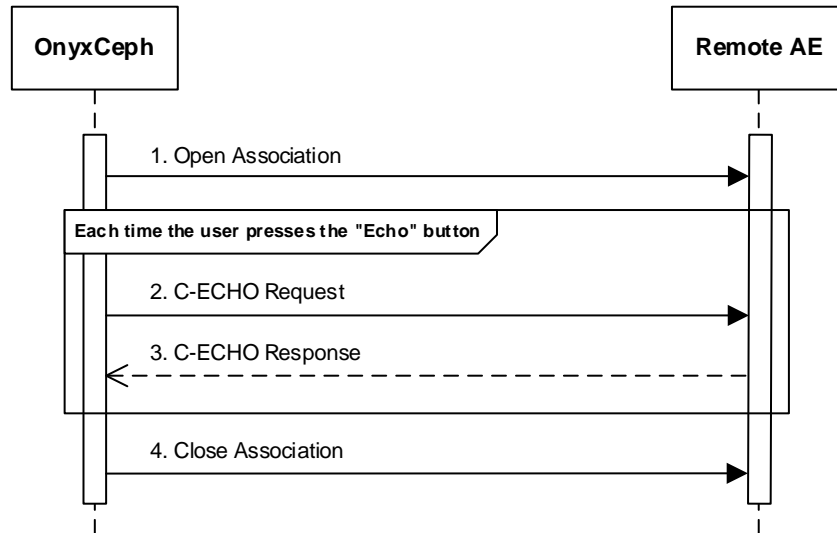 OnyxCeph
Remote AE
1. Open Association
Each time the user presses the "Echo" button
2. C-ECHO Request
3. C-ECHO Response
4. Close Association